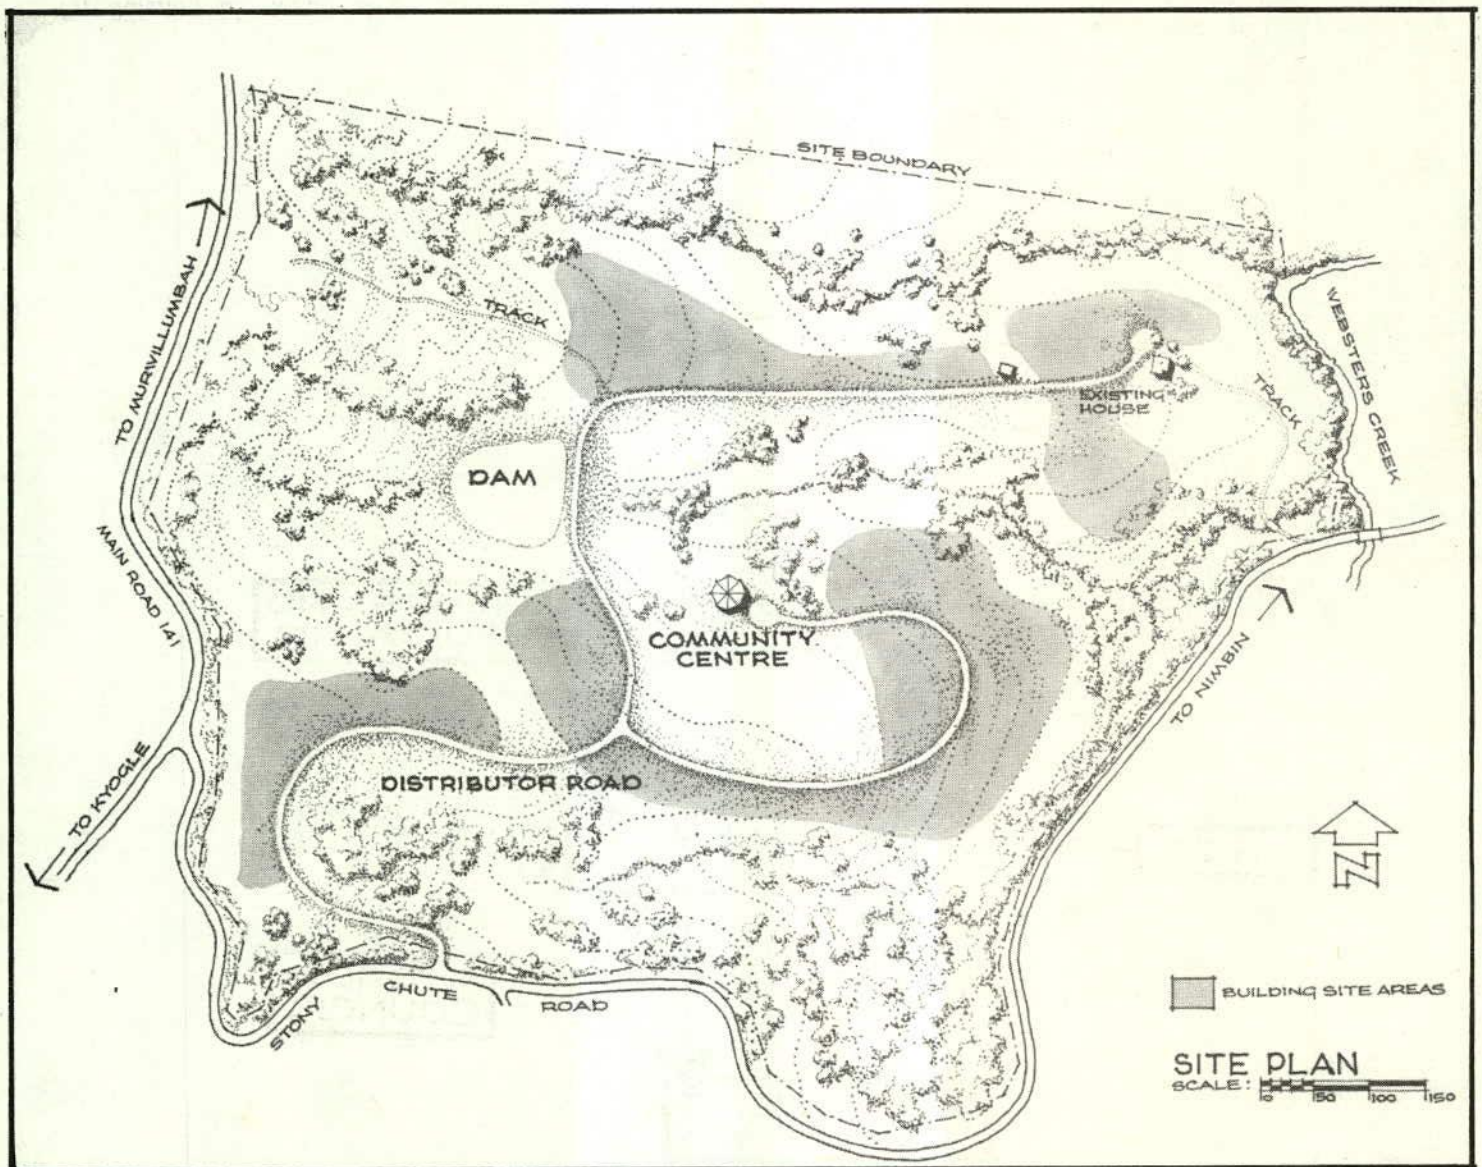 SITE BOUNDARY
TO MURWILLUMBAH
TRACK
WEBSTERS CREEK
EXISTING
HOUSE
TRACK
DAM
MAIN ROAD 141
COMMUNITY
CENTRE
TO NIMBIN
TO KYOGLE
DISTRIBUTOR ROAD
N
STONY CHUTE ROAD
BUILDING SITE AREAS
SITE PLAN
SCALE: 0 50 100 150